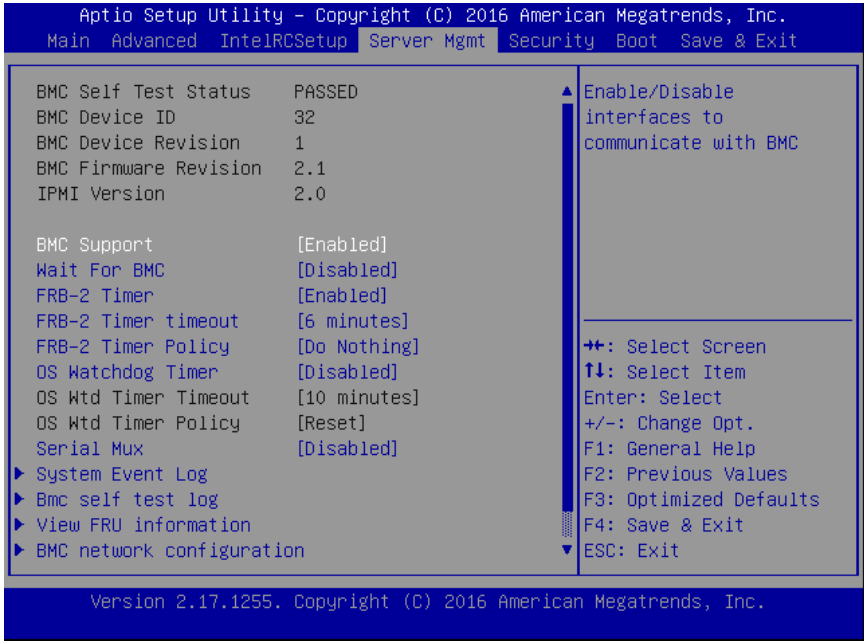 Aptio Setup Utility – Copyright (C) 2016 American Megatrends, Inc.
Main Advanced IntelRCSetup Server Mgmt Security Boot Save & Exit
BMC Self Test Status PASSED
BMC Device ID 32
BMC Device Revision 1
BMC Firmware Revision 2.1
IPMI Version 2.0
BMC Support [Enabled]
Wait For BMC [Disabled]
FRB-2 Timer [Enabled]
FRB-2 Timer timeout [6 minutes]
FRB-2 Timer Policy [Do Nothing]
OS Watchdog Timer [Disabled]
OS Wtd Timer Timeout [10 minutes]
OS Wtd Timer Policy [Reset]
Serial Mux [Disabled]
System Event Log
Bmc self test log
View FRU information
BMC network configuration
Enable/Disable
interfaces to
communicate with BMC
→←: Select Screen
↑↓: Select Item
Enter: Select
+/-: Change Opt.
F1: General Help
F2: Previous Values
F3: Optimized Defaults
F4: Save & Exit
ESC: Exit
Version 2.17.1255. Copyright (C) 2016 American Megatrends, Inc.